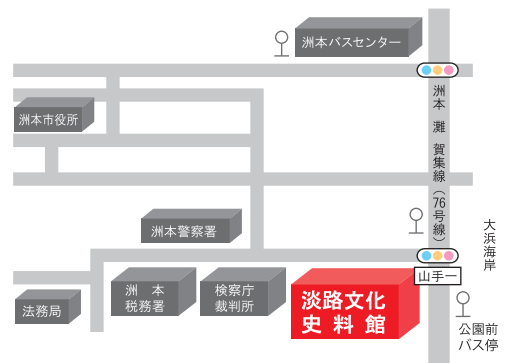 洲本バスセンター
洲本市役所
洲本　灘　賀集線（76号線）
大浜海岸
洲本警察署
山手一
洲　本
税務署
検察庁
裁判所
淡路文化
史料館
法務局
公園前
バス停